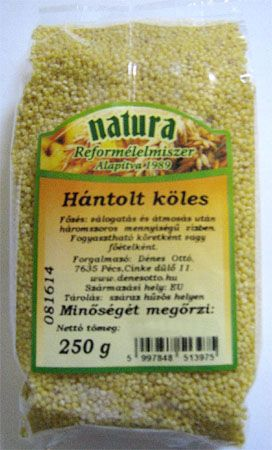 natura
Reformélelmiszer
Alapítva 1989
Hántolt köles
Főzés: válogatás és átmosás után
háromszoros mennyiségű vízben.
Fogyasztható köretként vagy
főételként.
Forgalmazó: Dénes Ottó,
7635 Pécs,Cinke dűlő 11.
www.denesotto.hu
Származási hely: EU
Tárolás: száraz hűvös helyen
Minőségét megőrzi:
Nettó tömeg:
250 g
5 997848 513975
081614